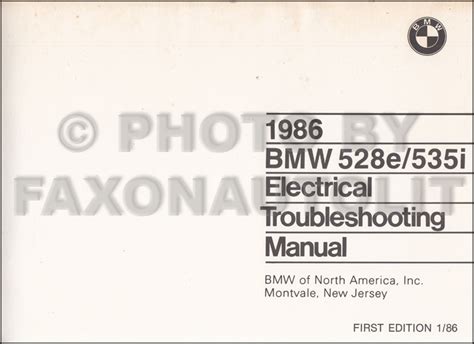 BMW
1986
BMW 528e/535i
Electrical
Troubleshooting
Manual
© PHOTO BY
FAXONAUTOLIT
BMW of North America, Inc.
Montvale, New Jersey
FIRST EDITION 1/86